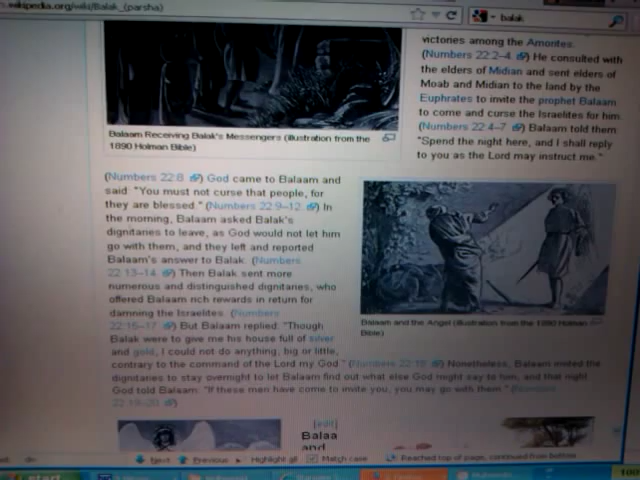 .wikipedia.org/wiki/Balak_(parsha)
balak
victories among the Amorites.
(Numbers 22:2–4 ) He consulted with
the elders of Midian and sent elders of
Moab and Midian to the land by the
Euphrates to invite the prophet Balaam
to come and curse the Israelites for him.
(Numbers 22:4–7 ) Balaam told them:
"Spend the night here, and I shall reply
to you as the Lord may instruct me."
Balaam Receiving Balak's Messengers (illustration from the
1890 Holman Bible)
(Numbers 22:8 ) God came to Balaam and
said: "You must not curse that people, for
they are blessed." (Numbers 22:9–12 ) In
the morning, Balaam asked Balak's
dignitaries to leave, as God would not let him
go with them, and they left and reported
Balaam's answer to Balak. (Numbers
22:13–14 ) Then Balak sent more
numerous and distinguished dignitaries, who
offered Balaam rich rewards in return for
damning the Israelites. (Numbers
22:15–17 ) But Balaam replied: "Though
Balak were to give me his house full of silver
and gold, I could not do anything, big or little,
contrary to the command of the Lord my God." (Numbers 22:18 ) Nonetheless, Balaam invited the
dignitaries to stay overnight to let Balaam find out what else God might say to him, and that night
God told Balaam: "If these men have come to invite you, you may go with them." (Numbers
22:19–20 )
Balaam and the Angel (illustration from the 1890 Holman
Bible)
[edit]
Balaa
and
Next Previous Highlight all Match case Reached top of page, continued from bottom
start
100